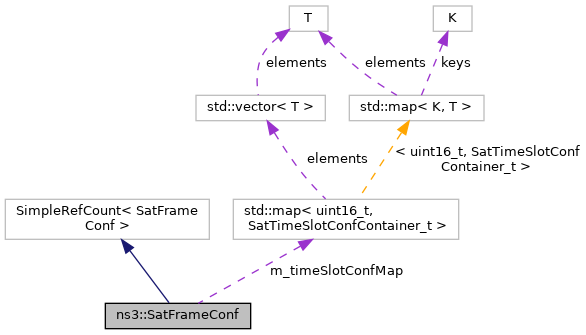 T
K
elements
elements
keys
std::vector< T >
std::map< K, T >
elements
< uint16_t, SatTimeSlotConf
Container_t >
SimpleRefCount< SatFrame
Conf >
std::map< uint16_t,
SatTimeSlotConfContainer_t >
m_timeSlotConfMap
ns3::SatFrameConf